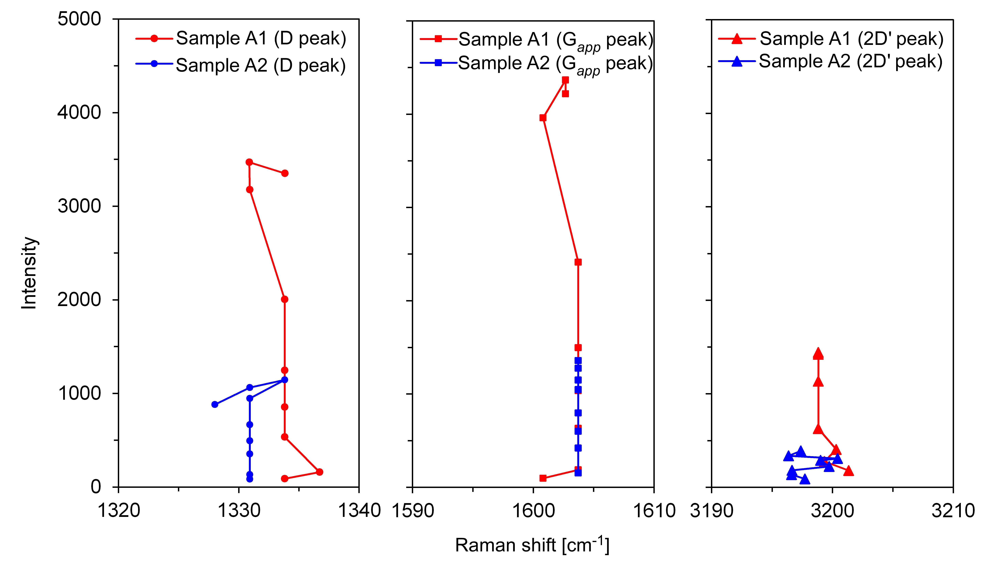 5000
4000
3000
2000
1000
0
Intensity
Sample A1 (D peak)
Sample A2 (D peak)
1320 1330 1340
Sample A1 (Gapp peak)
Sample A2 (Gapp peak)
1590 1600 1610
Sample A1 (2D' peak)
Sample A2 (2D' peak)
3190 3200 3210
Raman shift [cm-1]